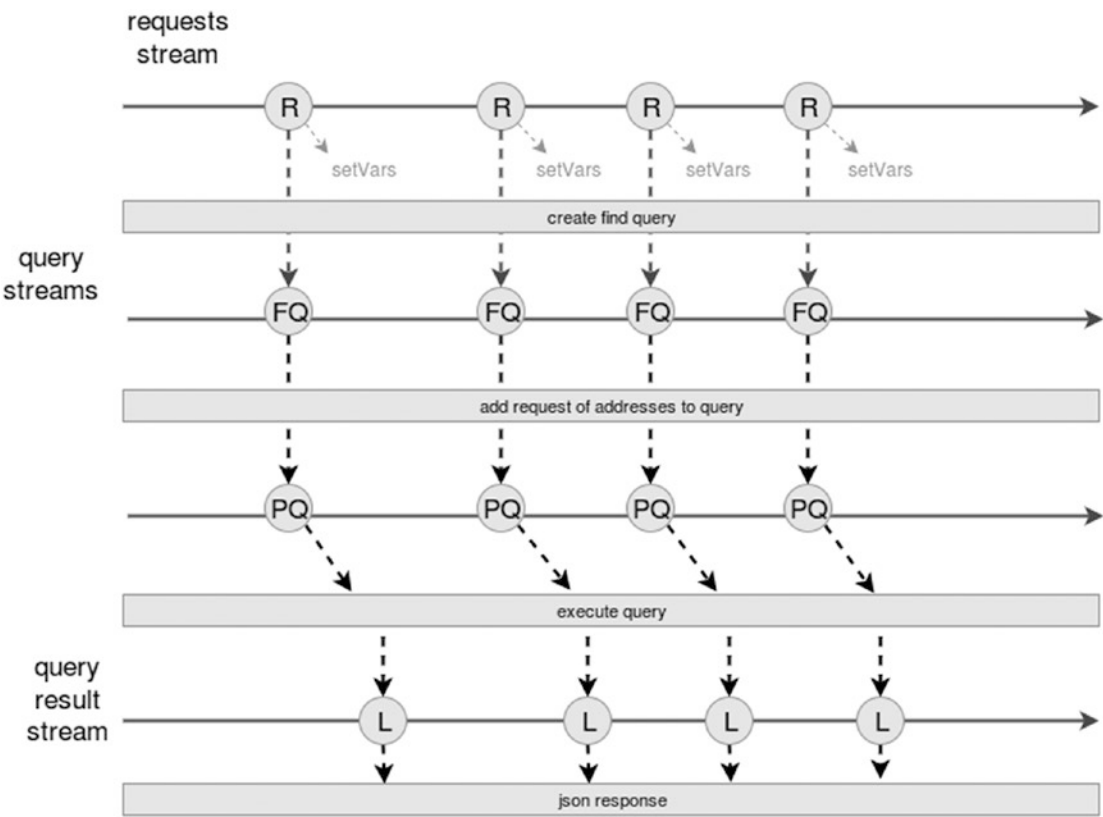 requests
stream
R R R R
setVars setVars setVars setVars
create find query
query
streams
FQ FQ FQ FQ
add request of addresses to query
PQ PQ PQ PQ
execute query
query
result
stream
L L L L
json response